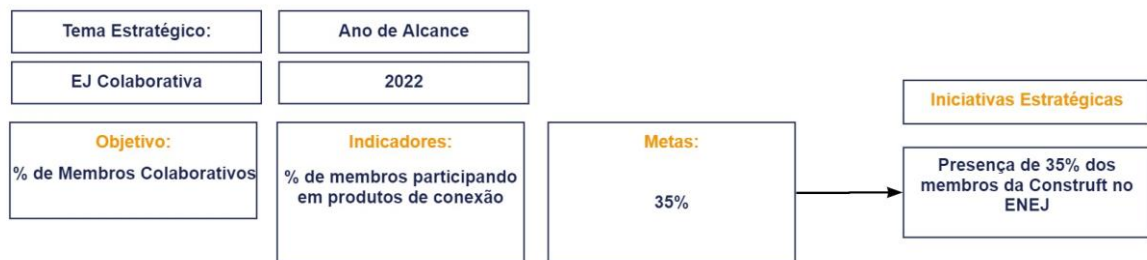 Tema Estratégico:
Ano de Alcance
EJ Colaborativa
2022
Iniciativas Estratégicas
Objetivo:
% de Membros Colaborativos
Indicadores:
% de membros participando
em produtos de conexão
Metas:
35%
Presença de 35% dos
membros da Construft no
ENEJ